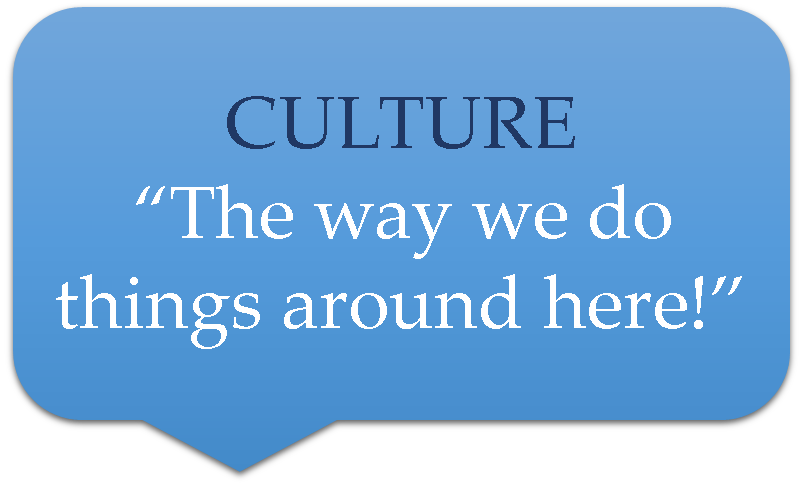 CULTURE
“The way we do
things around here!”